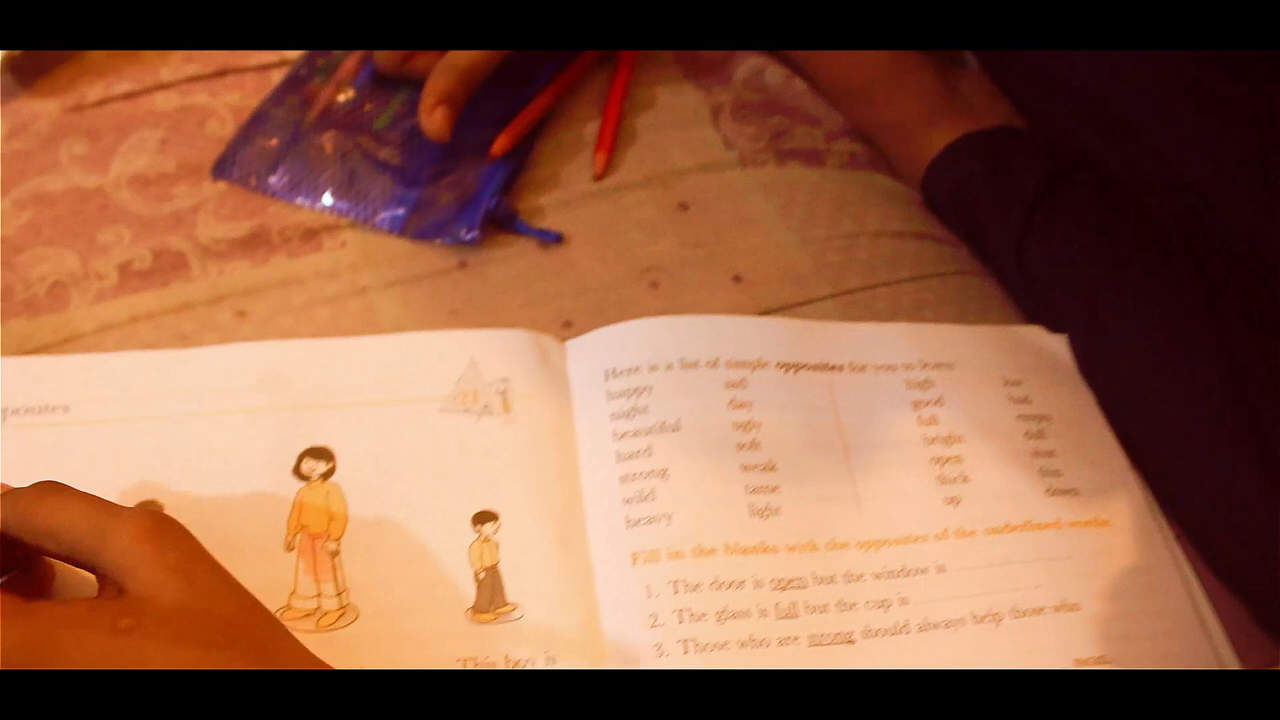 21
This boy is
Here is a list of simple opposites for you to learn:
happy sad high low
night day good bad
beautiful ugly full empty
hard soft bright dull
strong weak open shut
wild tame thick thin
heavy light up down
Fill in the blanks with the opposites of the underlined words:
1. The door is open but the window is
2. The glass is full but the cup is
3. Those who are strong should always help those who